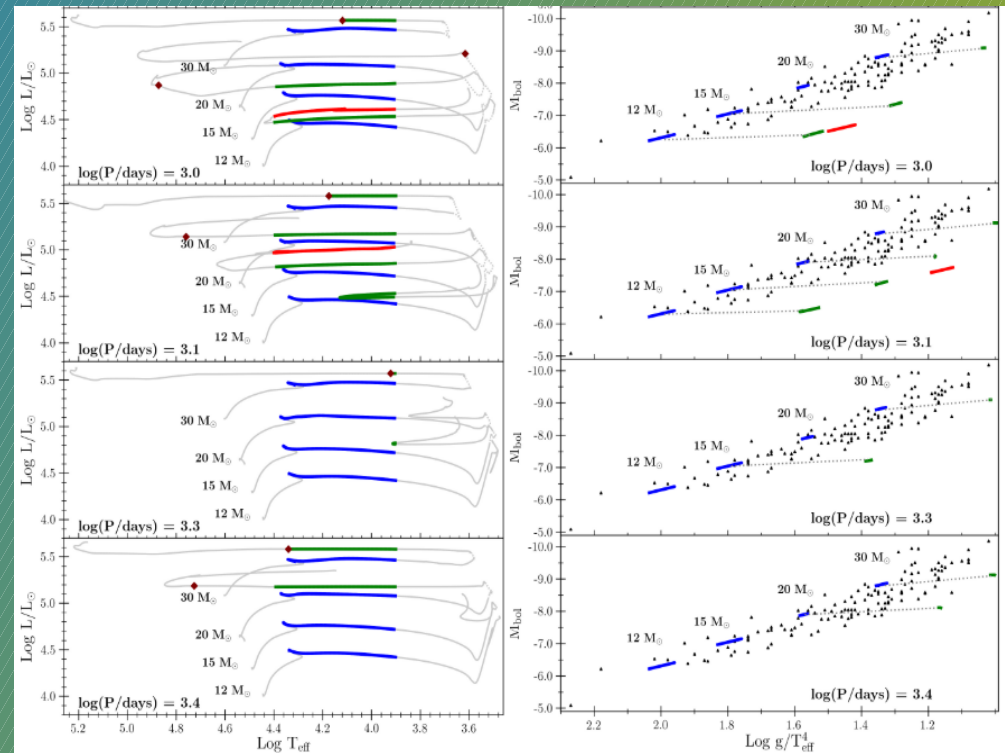 Log L/L⊙
5.5
5.0
4.5
4.0
30 M⊙
20 M⊙
15 M⊙
12 M⊙
log(P/days) = 3.0
Log L/L⊙
5.5
5.0
4.5
4.0
30 M⊙
20 M⊙
15 M⊙
12 M⊙
log(P/days) = 3.1
Log L/L⊙
5.5
5.0
4.5
4.0
30 M⊙
20 M⊙
15 M⊙
12 M⊙
log(P/days) = 3.3
Log L/L⊙
5.5
5.0
4.5
4.0
30 M⊙
20 M⊙
15 M⊙
12 M⊙
log(P/days) = 3.4
5.2 5.0 4.8 4.6 4.4 4.2 4.0 3.8 3.6
Log Teff
Mbol
-10.0
-9.0
-8.0
-7.0
-6.0
-5.0
30 M⊙
20 M⊙
15 M⊙
12 M⊙
log(P/days) = 3.0
Mbol
-9.0
-8.0
-7.0
-6.0
-5.0
30 M⊙
20 M⊙
15 M⊙
12 M⊙
log(P/days) = 3.1
Mbol
-10.0
-9.0
-8.0
-7.0
-6.0
-5.0
30 M⊙
20 M⊙
15 M⊙
12 M⊙
log(P/days) = 3.3
Mbol
-10.0
-9.0
-8.0
-7.0
-6.0
-5.0
30 M⊙
20 M⊙
15 M⊙
12 M⊙
log(P/days) = 3.4
2.2 2.0 1.8 1.6 1.4 1.2
Log g/T⁴eff